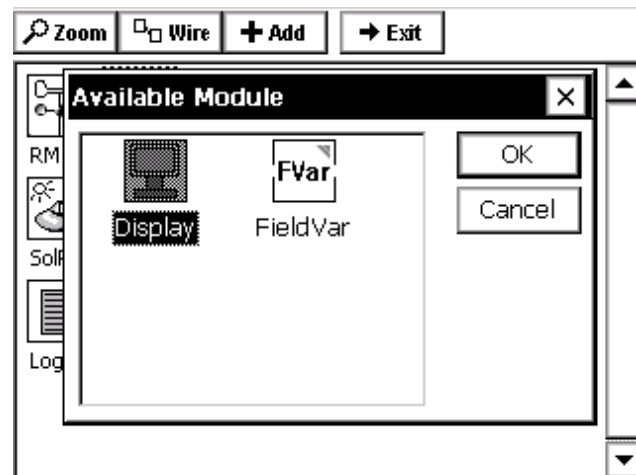 Zoom Wire Add Exit
Available Module
RM
FVar
OK
Display FieldVar
Cancel
Sol
Log